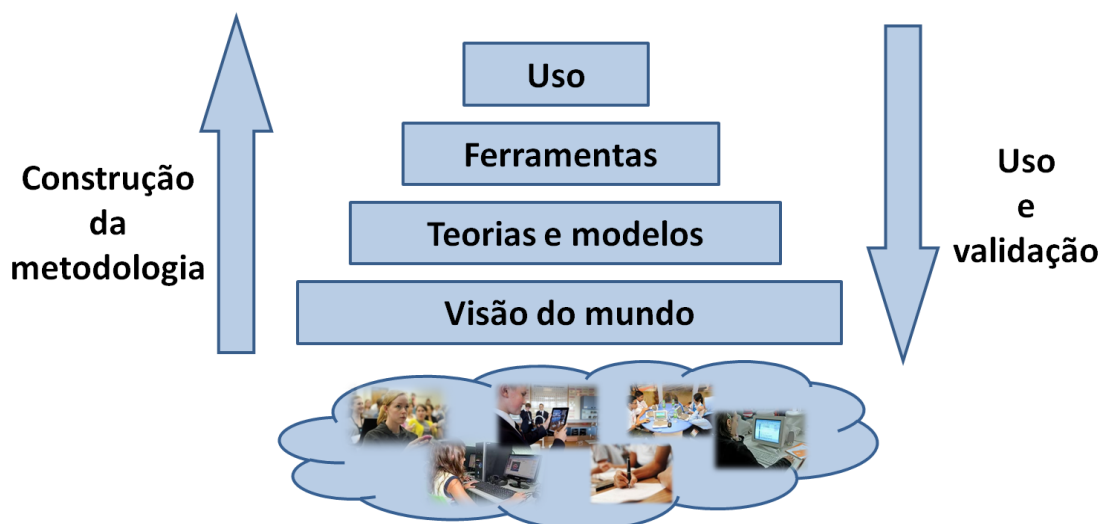 Uso
Ferramentas
Teorias e modelos
Visão do mundo
Construção
da
metodologia
Uso
e
validação